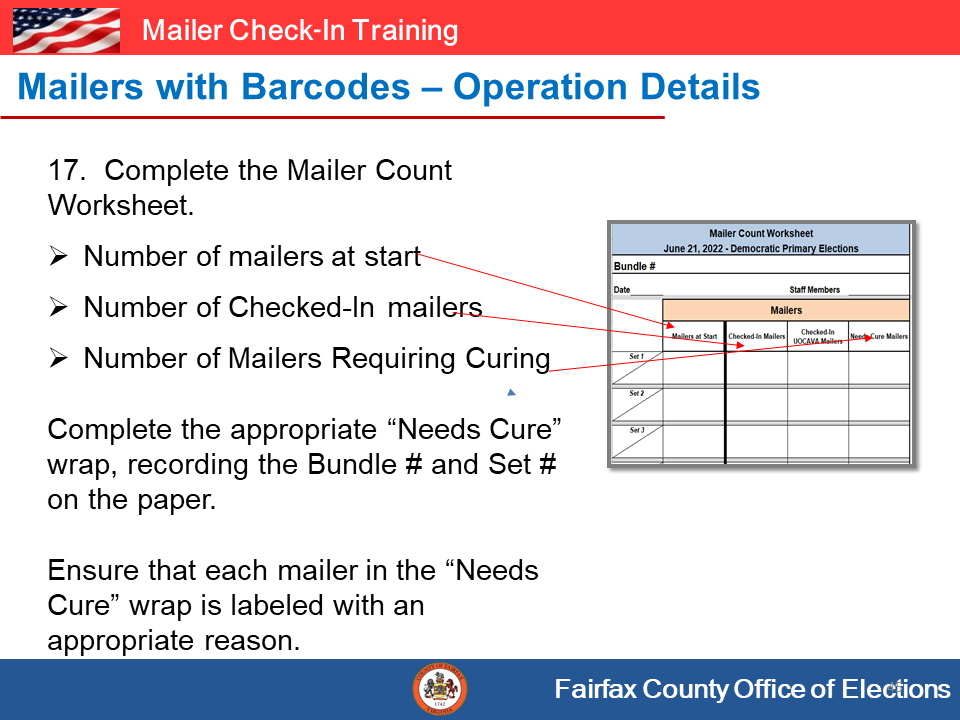 Mailer Check-In Training
Mailers with Barcodes – Operation Details
17. Complete the Mailer Count
Worksheet.
➢ Number of mailers at start
➢ Number of Checked-In mailers
➢ Number of Mailers Requiring Curing
Complete the appropriate “Needs Cure”
wrap, recording the Bundle # and Set #
on the paper.
Ensure that each mailer in the “Needs
Cure” wrap is labeled with an
appropriate reason.
Mailer Count Worksheet
June 21, 2022 - Democratic Primary Elections
Bundle #
Date
Staff Members
Mailers
Mailers at Start
Checked-In Mailers
Checked-In
UOCAVA Mailers
Needs Cure Mailers
Set 1
Set 2
Set 3
COUNTY OF FAIRFAX
1742
VIRGINIA
Fairfax County Office of Elections